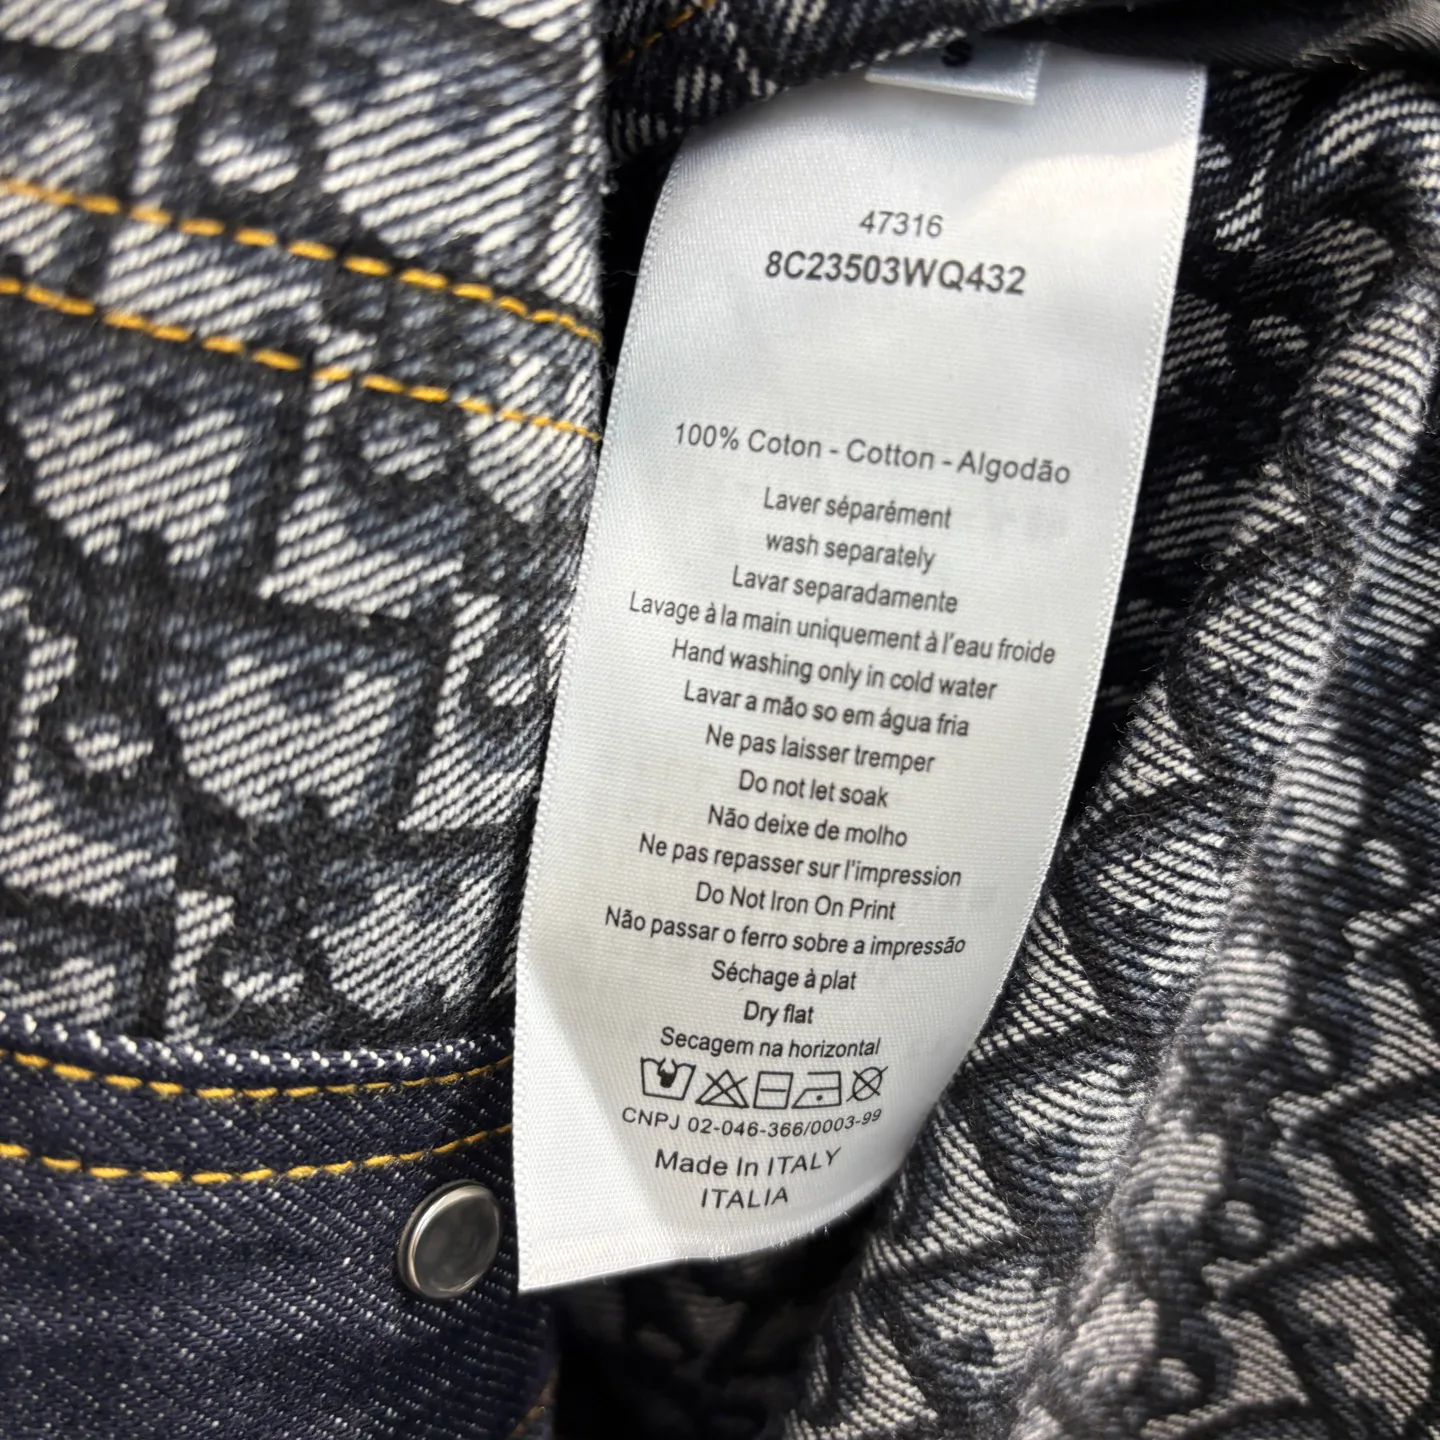 S
47316
8C23503WQ432
100% Coton - Cotton - Algodão
Laver séparément
wash separately
Lavar separadamente
Lavage à la main uniquement à l'eau froide
Hand washing only in cold water
Lavar a mão so em água fria
Ne pas laisser tremper
Do not let soak
Não deixe de molho
Ne pas repasser sur l'impression
Do Not Iron On Print
Não passar o ferro sobre a impressão
Séchage à plat
Dry flat
Secagem na horizontal
CNPJ 02-046-366/0003-99
Made In ITALY
ITALIA